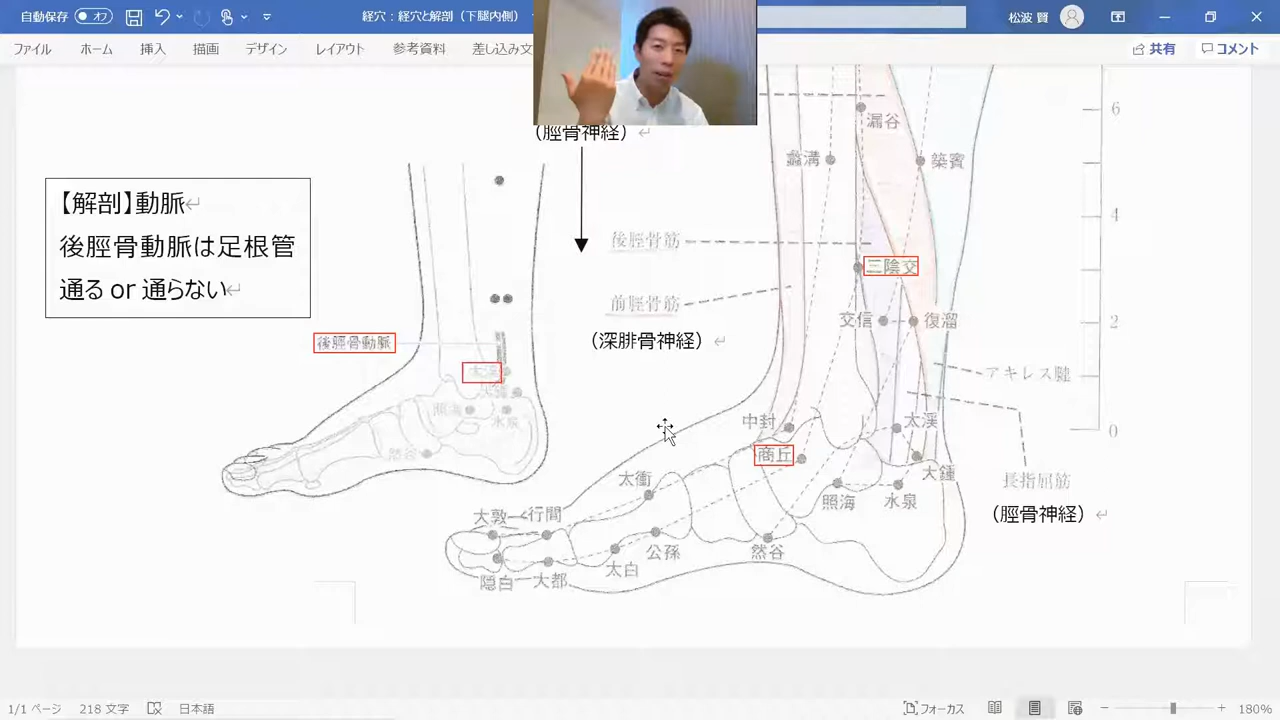 自動保存 オフ
経穴:経穴と解剖(下腿内側)
松波 賢
ファイル ホーム 挿入 描画 デザイン レイアウト 参考資料 差し込み文
共有 コメント
(脛骨神経)
【解剖】動脈
後脛骨動脈は足根管
通る or 通らない
後脛骨動脈
照海
水泉
然谷
漏谷
蠡溝
築賓
後脛骨筋
三陰交
前脛骨筋
交信
復溜
(深腓骨神経)
アキレス腱
中封
太渓
商丘
大鍾
長指屈筋
太衝
照海
水泉
(脛骨神経)
大敦
行間
公孫
然谷
太白
隠白
大都
6
4
2
0
1/1 ページ 218 文字 日本語
フォーカス
180%